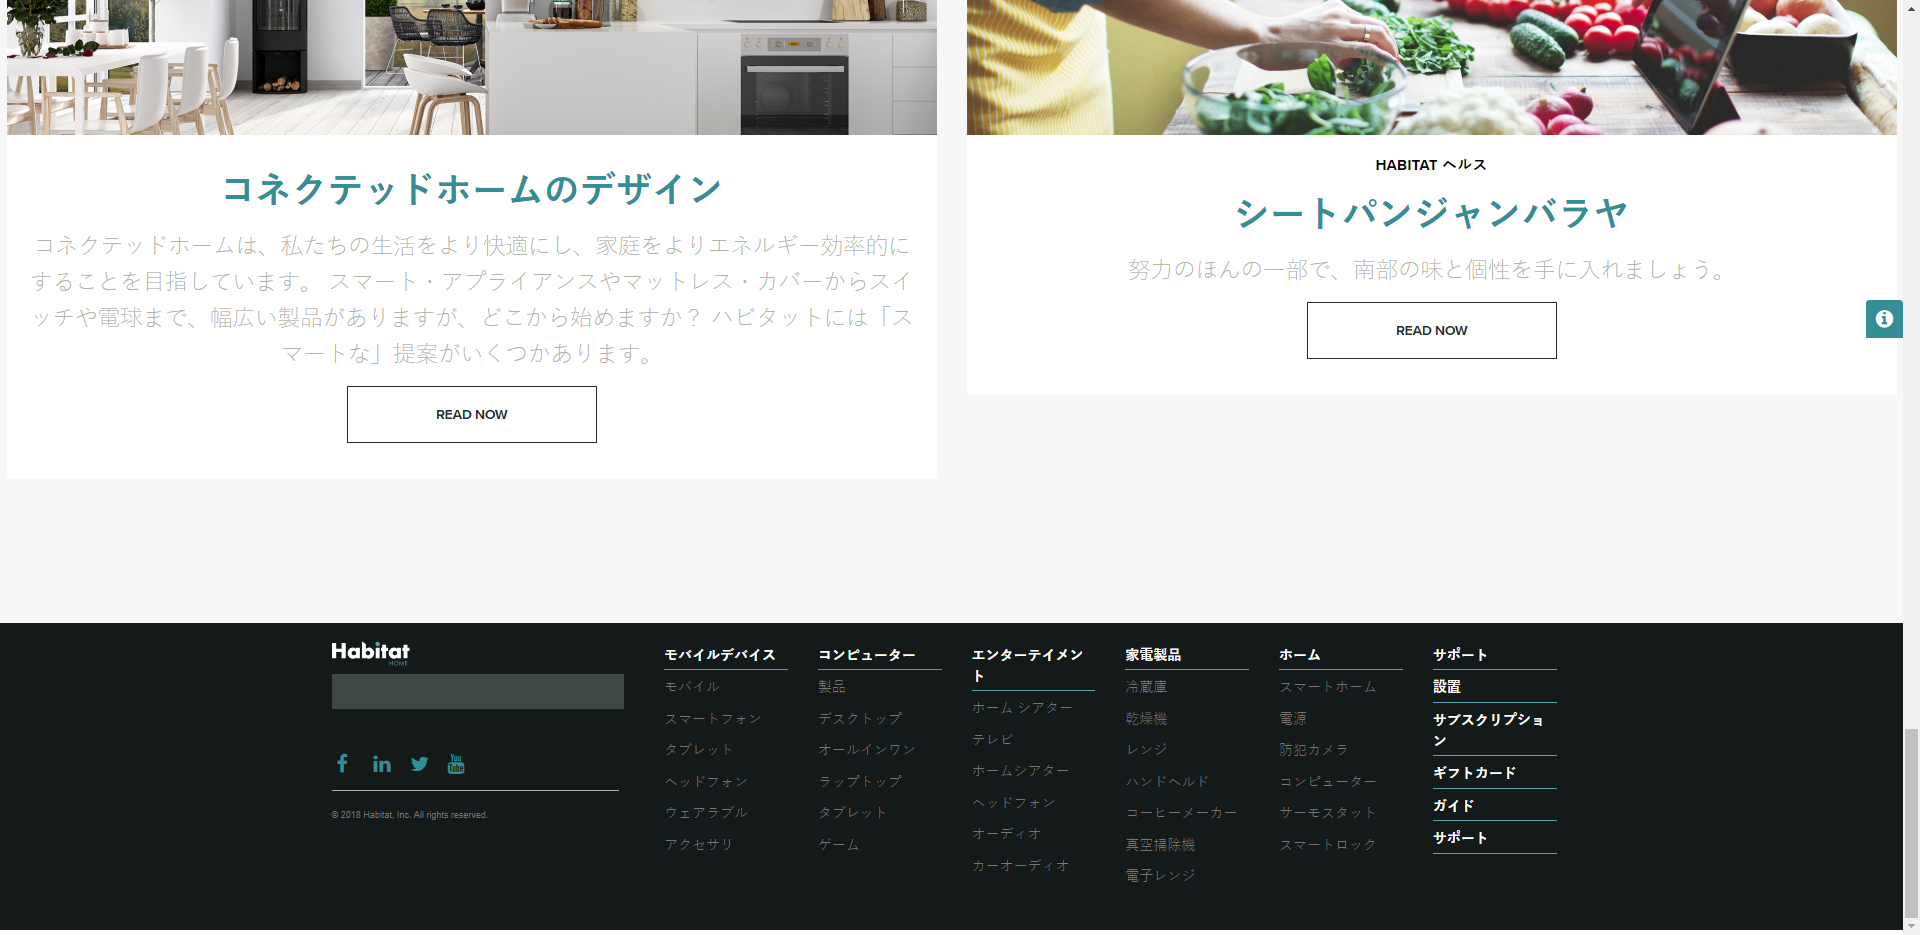 コネクテッドホームのデザイン
コネクテッドホームは、私たちの生活をより快適にし、家庭をよりエネルギー効率的に
することを目指しています。 スマート・アプライアンスやマットレス・カバーからスイ
ッチや電球まで、幅広い製品がありますが、どこから始めますか？ ハビタットには「ス
マートな」提案がいくつかあります。
READ NOW
HABITAT ヘルス
シートパンジャンバラヤ
努力のほんの一部で、南部の味と個性を手に入れましょう。
READ NOW
Habitat
HOME
© 2018 Habitat, Inc. All rights reserved.
モバイルデバイス
モバイル
スマートフォン
タブレット
ヘッドフォン
ウェアラブル
アクセサリ
コンピューター
製品
デスクトップ
オールインワン
ラップトップ
タブレット
ゲーム
エンターテイメン
ト
ホーム シアター
テレビ
ホームシアター
ヘッドフォン
オーディオ
カーオーディオ
家電製品
冷蔵庫
乾燥機
レンジ
ハンドヘルド
コーヒーメーカー
真空掃除機
電子レンジ
ホーム
スマートホーム
電源
防犯カメラ
コンピューター
サーモスタット
スマートロック
サポート
設置
サブスクリプショ
ン
ギフトカード
ガイド
サポート